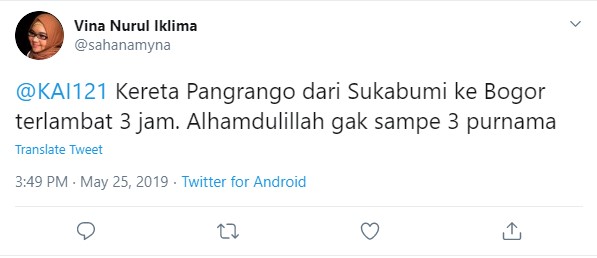 Vina Nurul Iklima
@sahanamyna
@KAI121 Kereta Pangrango dari Sukabumi ke Bogor
terlambat 3 jam. Alhamdulillah gak sampe 3 purnama
Translate Tweet
3:49 PM · May 25, 2019 · Twitter for Android